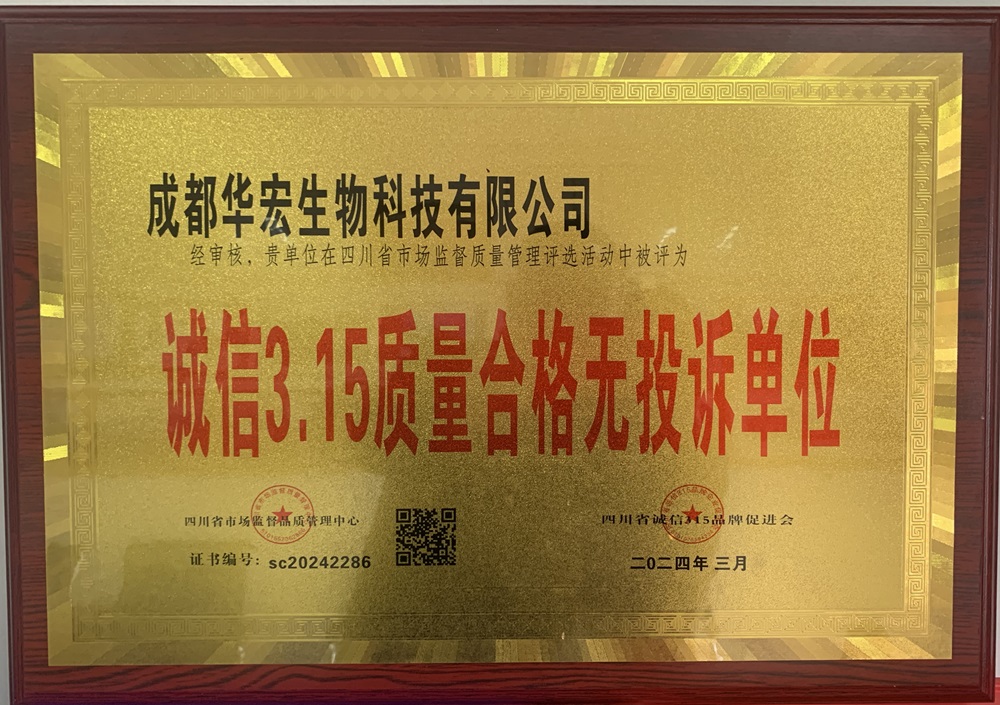 成都华宏生物科技有限公司
经审核，贵单位在四川省市场监督质量管理评选活动中被评为
诚信3.15质量合格无投诉单位
四川省市场监督品质管理中心
四川省诚信315品牌促进会
证书编号：sc20242286
二〇二四年 三月